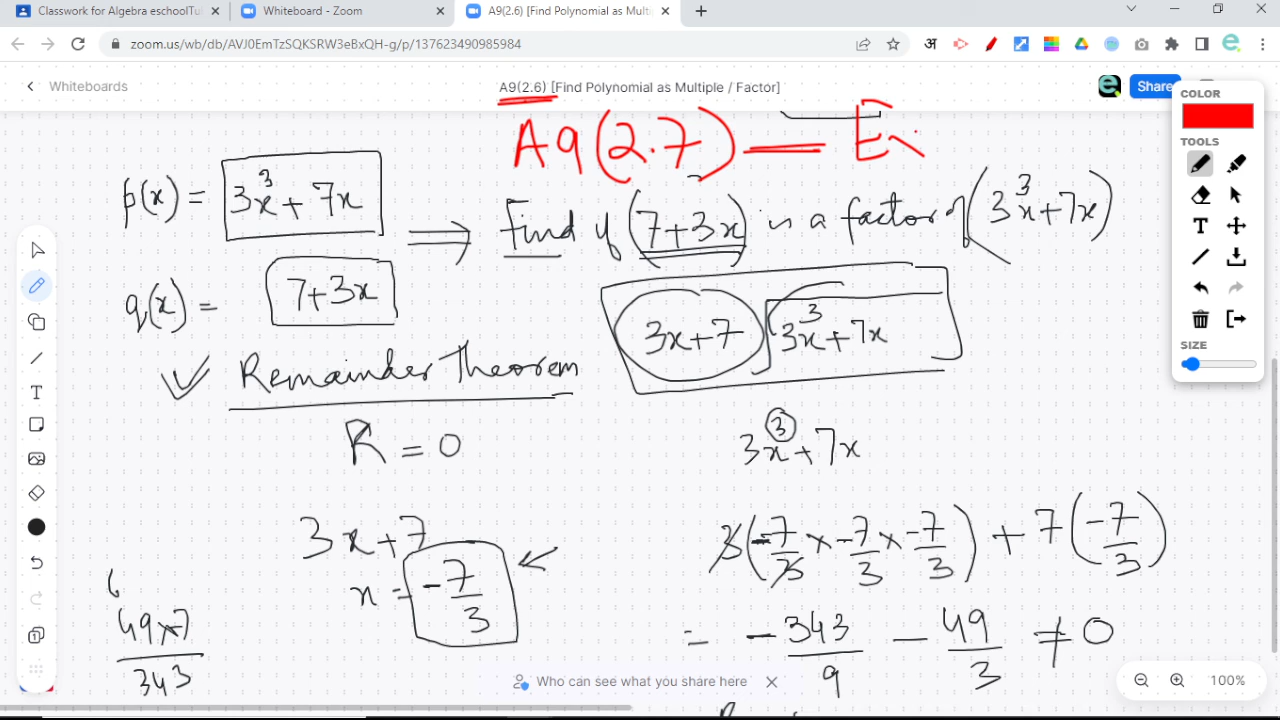 Classwork for Algebra eschoolTu
Whiteboard - Zoom
A9(2.6) [Find Polynomial as Multi
zoom.us/wb/db/AVJ0EmTzSQKSRW3eRxQH-g/p/137623490985984
अ
Whiteboards
A9(2.6) [Find Polynomial as Multiple / Factor]
Share
COLOR
TOOLS
T
SIZE
A9(2.7) = Ex
p(x) = 3x³ + 7x ⇒ Find if (7+3x) is a factor of (3x³+7x)
q(x) = 7+3x
3x+7 3x³+7x
Remainder Theorem
R = 0
3x³+7x
3x+7
x = -7/3
3(-7/3 × -7/3 × -7/3) + 7(-7/3)
= -343/9 - 49/3 ≠ 0
49×7
343
T
Who can see what you share here
100%